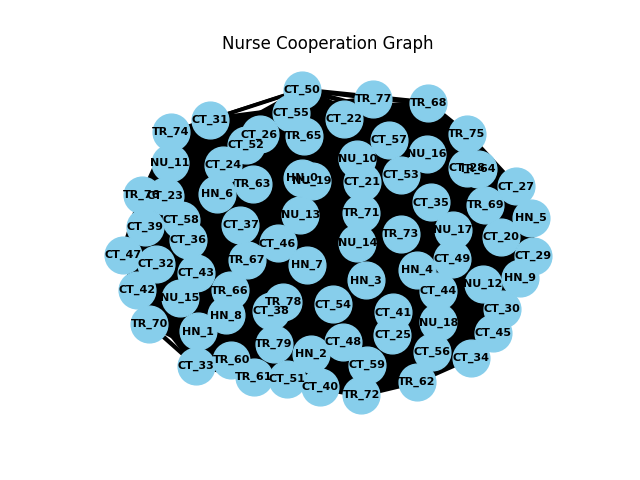 Nurse Cooperation Graph
CT_50
TR_77
TR_68
CT_55
CT_31
CT_22
TR_74
CT_26
TR_65
TR_75
CT_57
CT_52
NU_16
NU_10
NU_11
CT_24
CT_28
TR_64
CT_53
HN_0
NU_19
CT_21
TR_63
CT_27
HN_6
CT_23
CT_35
TR_69
TR_71
NU_13
HN_5
CT_58
CT_37
CT_39
NU_17
TR_73
CT_20
CT_36
CT_46
NU_14
CT_47
CT_29
CT_49
TR_67
CT_32
HN_7
HN_4
CT_43
HN_9
HN_3
NU_12
CT_42
TR_66
CT_44
NU_15
TR_78
CT_54
CT_38
CT_30
CT_41
HN_8
TR_70
NU_18
HN_1
CT_45
CT_25
CT_48
TR_79
HN_2
CT_56
CT_34
TR_60
CT_33
CT_59
TR_61
CT_51
TR_62
CT_40
TR_72